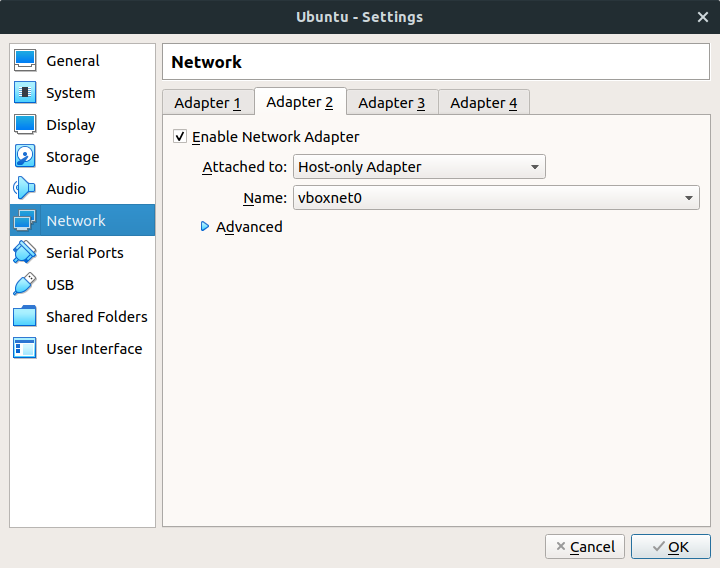 Ubuntu - Settings
General
System
Display
Storage
Audio
Network
Serial Ports
USB
Shared Folders
User Interface
Network
Adapter 1 Adapter 2 Adapter 3 Adapter 4
Enable Network Adapter
Attached to: Host-only Adapter
Name: vboxnet0
Advanced
Cancel OK